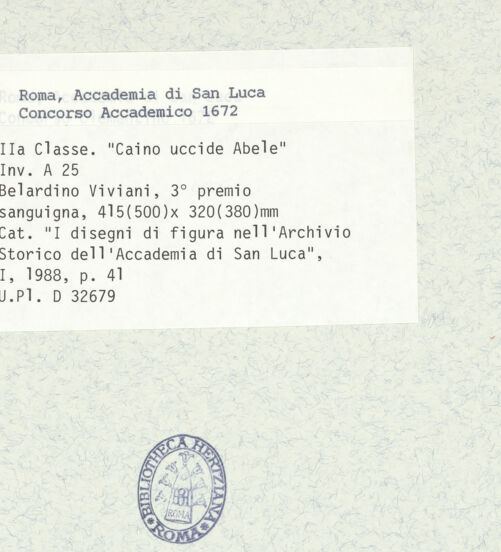 Roma, Accademia di San Luca
Concorso Accademico 1672
IIa Classe. "Caino uccide Abele"
Inv. A 25
Belardino Viviani, 3° premio
sanguigna, 415(500)x 320(380)mm
Cat. "I disegni di figura nell'Archivio
Storico dell'Accademia di San Luca",
I, 1988, p. 41
U.Pl. D 32679
BIBLIOTHECA HERTZIANA
ROMA
ROMA